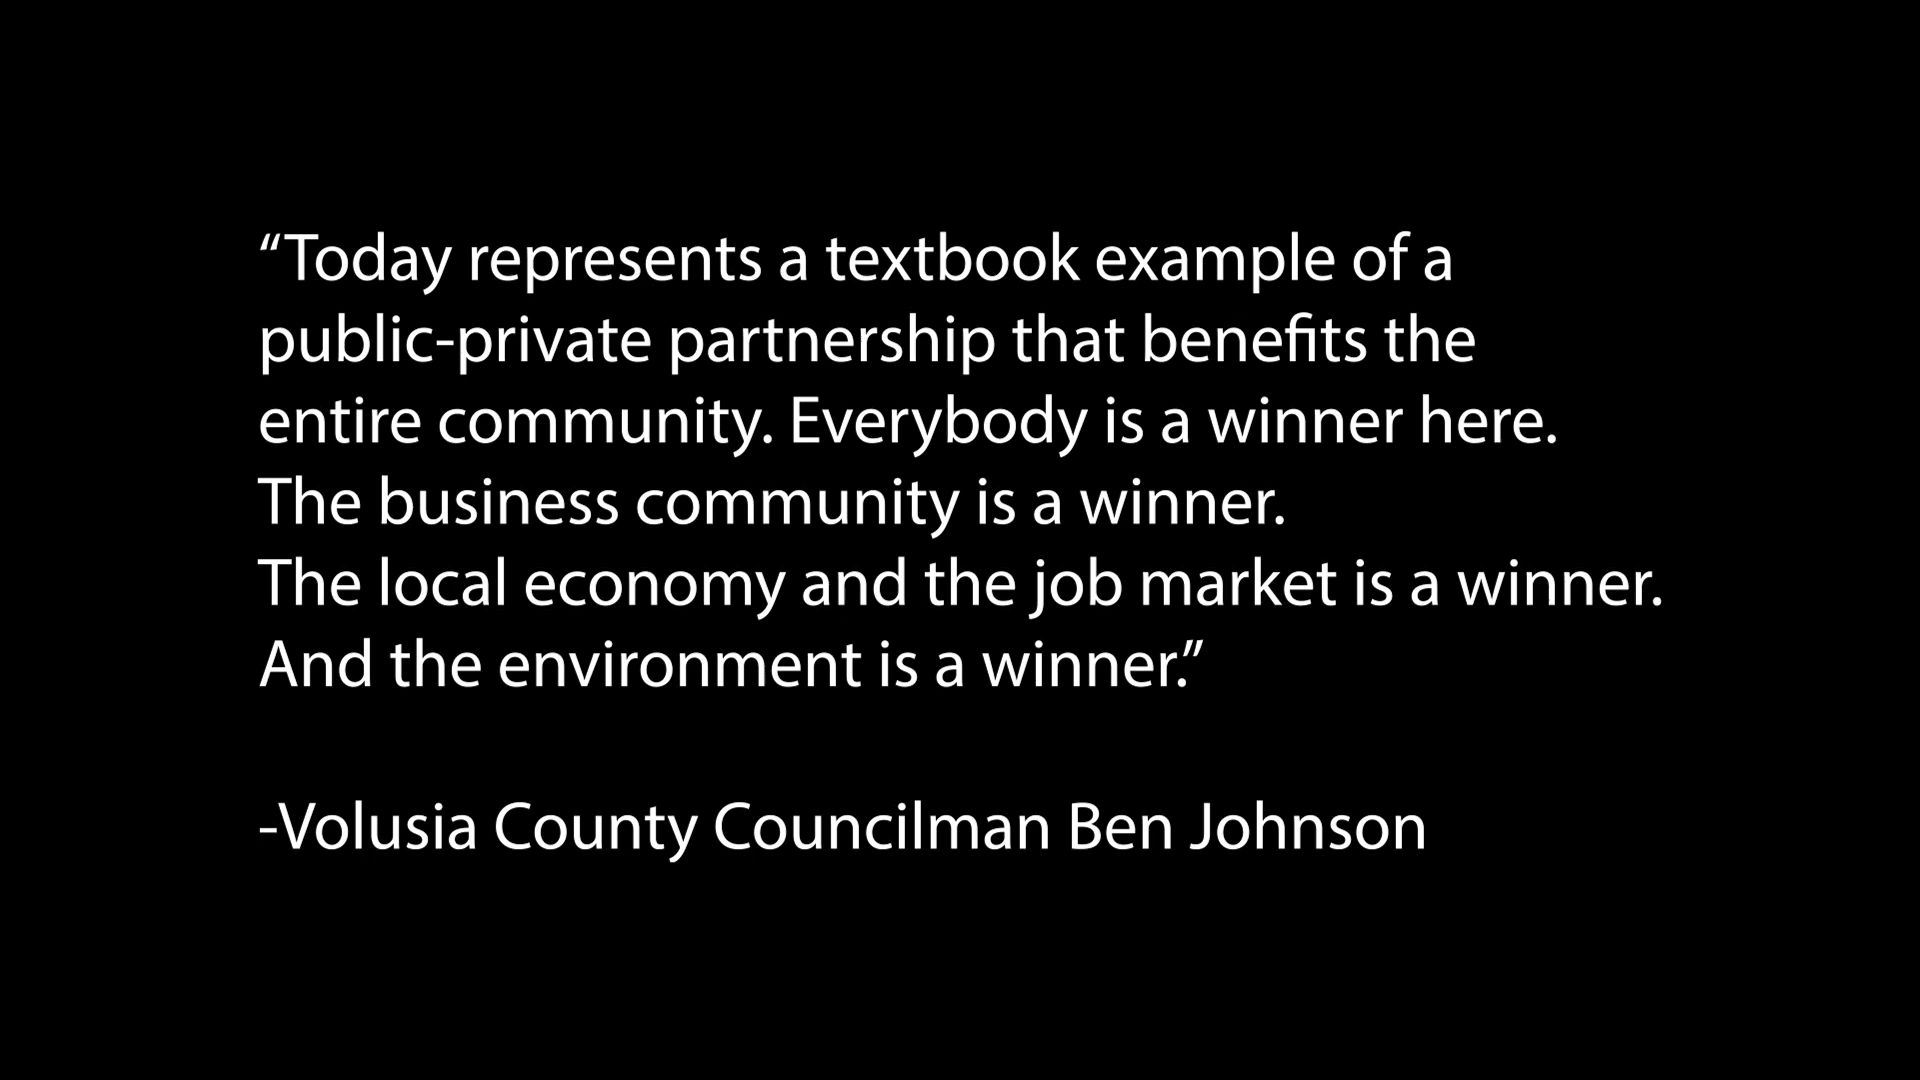 “Today represents a textbook example of a
public-private partnership that benefits the
entire community. Everybody is a winner here.
The business community is a winner.
The local economy and the job market is a winner.
And the environment is a winner.”
-Volusia County Councilman Ben Johnson